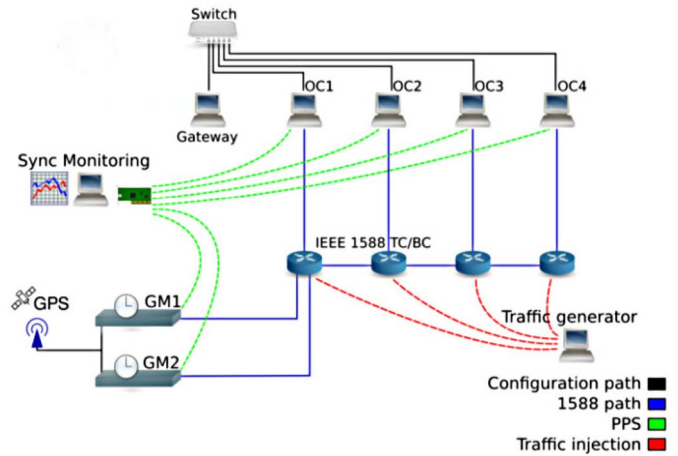 Switch
OC1
OC2
OC3
OC4
Gateway
Sync Monitoring
IEEE 1588 TC/BC
GPS
GM1
GM2
Traffic generator
Configuration path
1588 path
PPS
Traffic injection